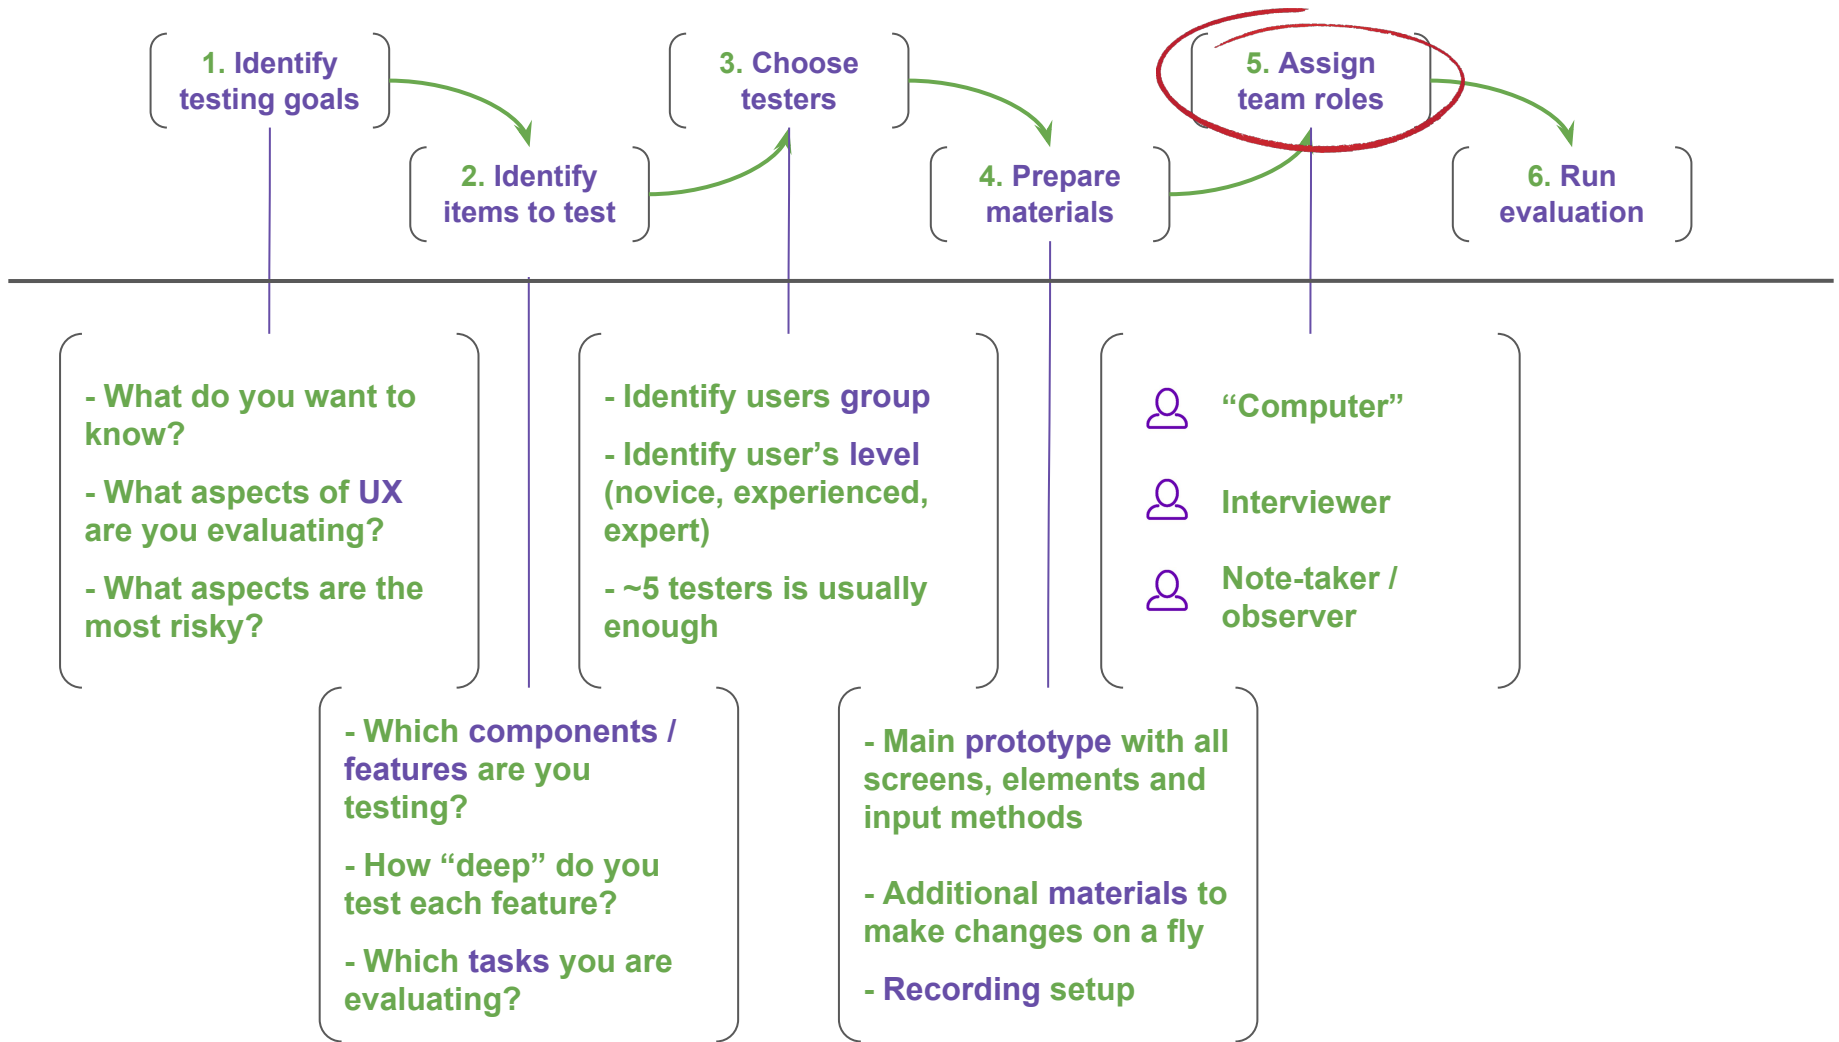 1. Identify
testing goals
2. Identify
items to test
3. Choose
testers
4. Prepare
materials
5. Assign
team roles
6. Run
evaluation
- What do you want to
know?
- What aspects of UX
are you evaluating?
- What aspects are the
most risky?
- Which components /
features are you
testing?
- How “deep” do you
test each feature?
- Which tasks you are
evaluating?
- Identify users group
- Identify user’s level
(novice, experienced,
expert)
- ~5 testers is usually
enough
- Main prototype with all
screens, elements and
input methods
- Additional materials to
make changes on a fly
- Recording setup
“Computer”
Interviewer
Note-taker /
observer